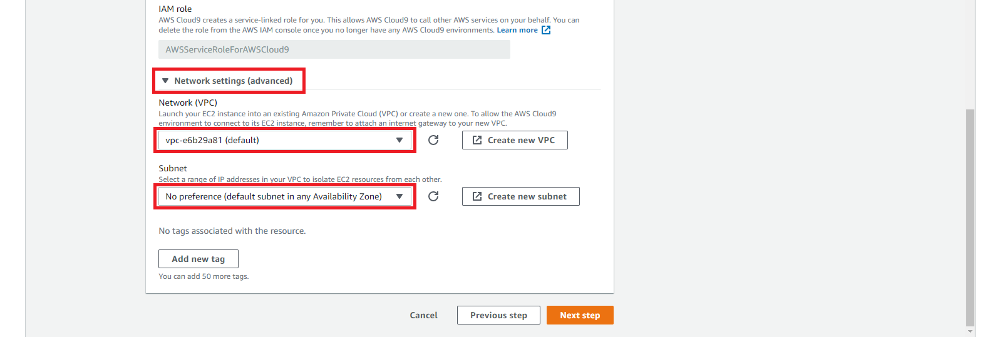 IAM role
AWS Cloud9 creates a service-linked role for you. This allows AWS Cloud9 to call other AWS services on your behalf. You can
delete the role from the AWS IAM console once you no longer have any AWS Cloud9 environments. Learn more
AWSServiceRoleForAWSCloud9
Network settings (advanced)
Network (VPC)
Launch your EC2 instance into an existing Amazon Private Cloud (VPC) or create a new one. To allow the AWS Cloud9
environment to connect to its EC2 instance, remember to attach an internet gateway to your new VPC.
vpc-e6b29a81 (default)
Create new VPC
Subnet
Select a range of IP addresses in your VPC to isolate EC2 resources from each other.
No preference (default subnet in any Availability Zone)
Create new subnet
No tags associated with the resource.
Add new tag
You can add 50 more tags.
Cancel
Previous step
Next step